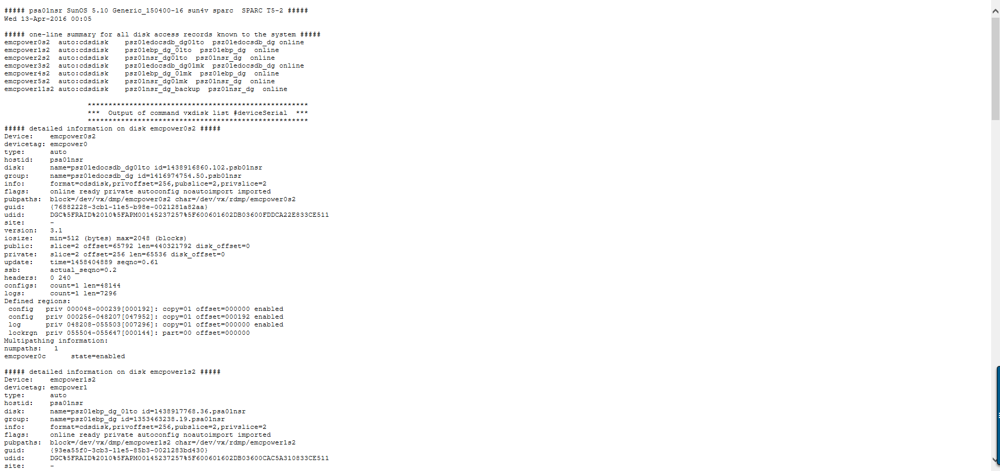 ##### psa01nsr SunOS 5.10 Generic_150400-16 sun4v sparc  SPARC T5-2 #####
Wed 13-Apr-2016 00:05
##### one-line summary for all disk access records known to the system #####
emcpower0s2  auto:cdsdisk    psz01edocsdb_dg01to  psz01edocsdb_dg online
emcpower1s2  auto:cdsdisk    psz01ebp_dg_01to  psz01ebp_dg  online
emcpower2s2  auto:cdsdisk    psz01nsr_dg01to  psz01nsr_dg  online
emcpower3s2  auto:cdsdisk    psz01edocsdb_dg01mk  psz01edocsdb_dg online
emcpower4s2  auto:cdsdisk    psz01ebp_dg_01mk  psz01ebp_dg  online
emcpower5s2  auto:cdsdisk    psz01nsr_dg01mk  psz01nsr_dg  online
emcpower11s2 auto:cdsdisk    psz01nsr_dg_backup  psz01nsr_dg  online
*****************************************************
***  Output of command vxdisk list #deviceSerial  ***
*****************************************************
##### detailed information on disk emcpower0s2 #####
Device:    emcpower0s2
devicetag: emcpower0
type:      auto
hostid:    psa01nsr
disk:      name=psz01edocsdb_dg01to id=1438916860.102.psb01nsr
group:     name=psz01edocsdb_dg id=1416974754.50.psb01nsr
info:      format=cdsdisk,privoffset=256,pubslice=2,privslice=2
flags:     online ready private autoconfig noautoimport imported
pubpaths:  block=/dev/vx/dmp/emcpower0s2 char=/dev/vx/rdmp/emcpower0s2
guid:      {76882228-3cb1-11e5-b98e-0021281a82aa}
udid:      DGC%5FRAID%2010%5FAPM00145237257%5F600601602DB03600FDDCA22E833CE511
site:      -
version:   3.1
iosize:    min=512 (bytes) max=2048 (blocks)
public:    slice=2 offset=65792 len=440321792 disk_offset=0
private:   slice=2 offset=256 len=65536 disk_offset=0
update:    time=1458404889 seqno=0.61
ssb:       actual_seqno=0.2
headers:   0 240
configs:   count=1 len=48144
logs:      count=1 len=7296
Defined regions:
 config   priv 000048-000239[000192]: copy=01 offset=000000 enabled
 config   priv 000256-048207[047952]: copy=01 offset=000192 enabled
 log      priv 048208-055503[007296]: copy=01 offset=000000 enabled
 lockrgn  priv 055504-055647[000144]: part=00 offset=000000
Multipathing information:
numpaths:   1
emcpower0c      state=enabled
##### detailed information on disk emcpower1s2 #####
Device:    emcpower1s2
devicetag: emcpower1
type:      auto
hostid:    psa01nsr
disk:      name=psz01ebp_dg_01to id=1438917768.36.psa01nsr
group:     name=psz01ebp_dg id=1353463238.19.psa01nsr
info:      format=cdsdisk,privoffset=256,pubslice=2,privslice=2
flags:     online ready private autoconfig noautoimport imported
pubpaths:  block=/dev/vx/dmp/emcpower1s2 char=/dev/vx/rdmp/emcpower1s2
guid:      {93ea55f0-3cb3-11e5-85b3-0021283bd430}
udid:      DGC%5FRAID%2010%5FAPM00145237257%5F600601602DB03600CAC5A310833CE511
site:      -